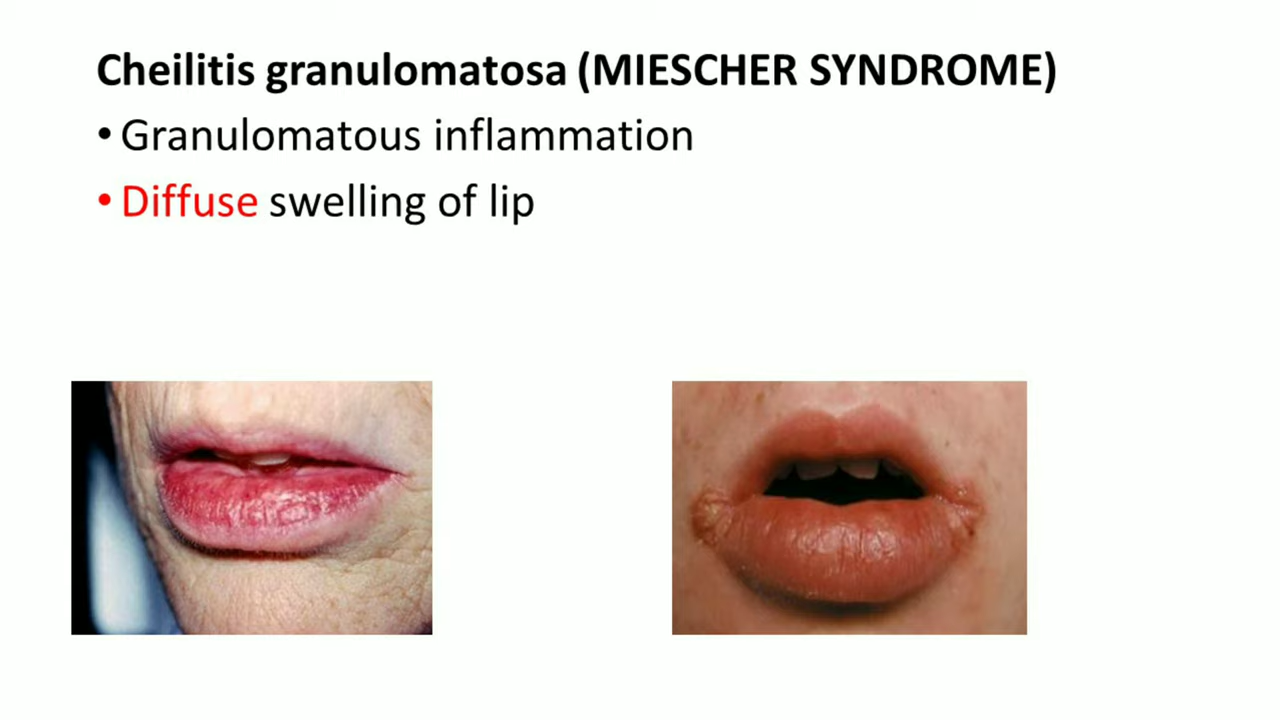 Cheilitis granulomatosa (MIESCHER SYNDROME)
• Granulomatous inflammation
• Diffuse swelling of lip